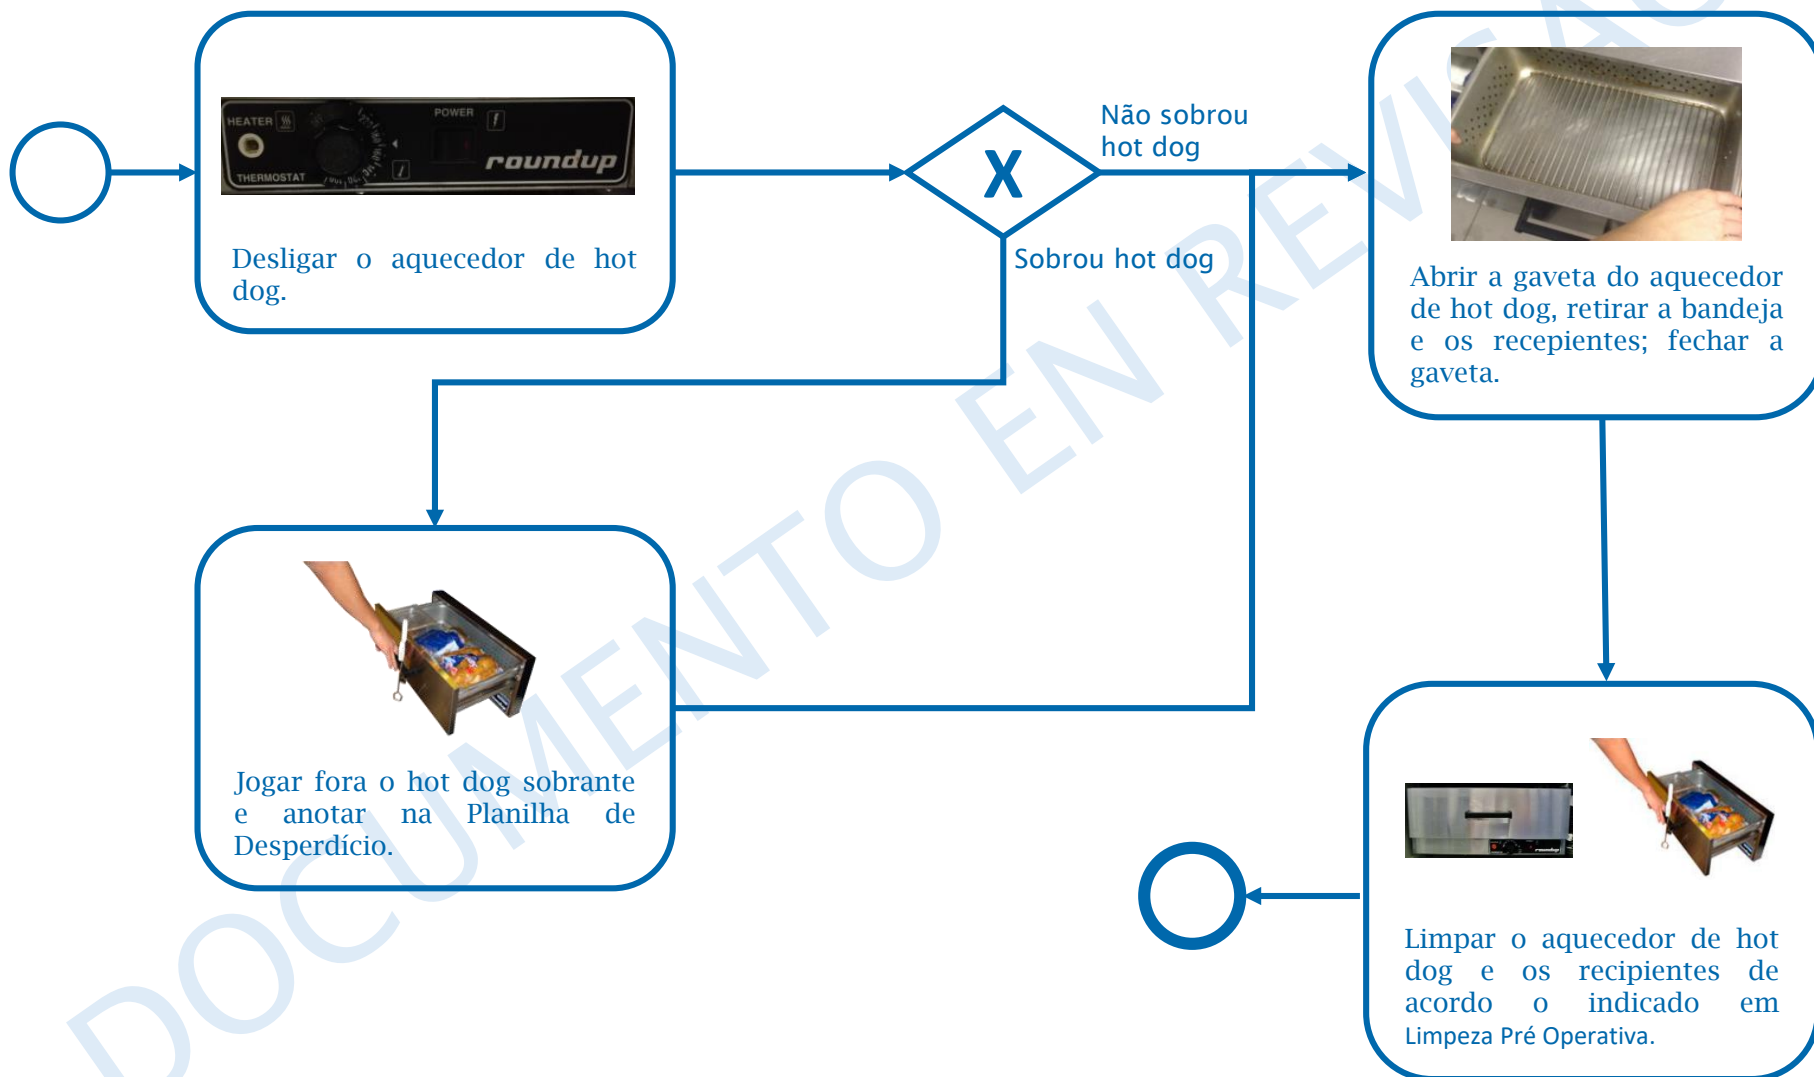 HEATER
POWER
THERMOSTAT
roundup
Desligar o aquecedor de hot
dog.
X
Não sobrou
hot dog
Sobrou hot dog
Abrir a gaveta do aquecedor
de hot dog, retirar a bandeja
e os recepientes; fechar a
gaveta.
Jogar fora o hot dog sobrante
e anotar na Planilha de
Desperdício.
roundup
Limpar o aquecedor de hot
dog e os recipientes de
acordo o indicado em
Limpeza Pré Operativa.
DOCUMENTO EN REVISÃO